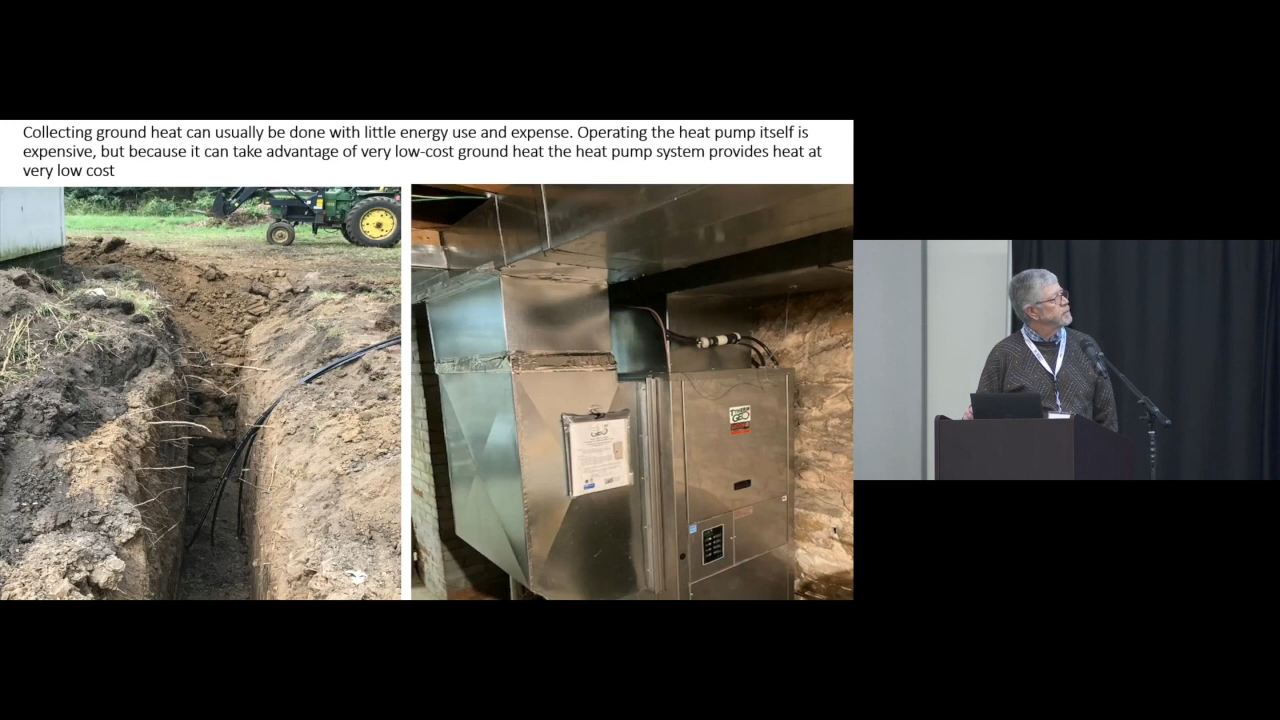 Collecting ground heat can usually be done with little energy use and expense. Operating the heat pump itself is
expensive, but because it can take advantage of very low-cost ground heat the heat pump system provides heat at
very low cost
GEO